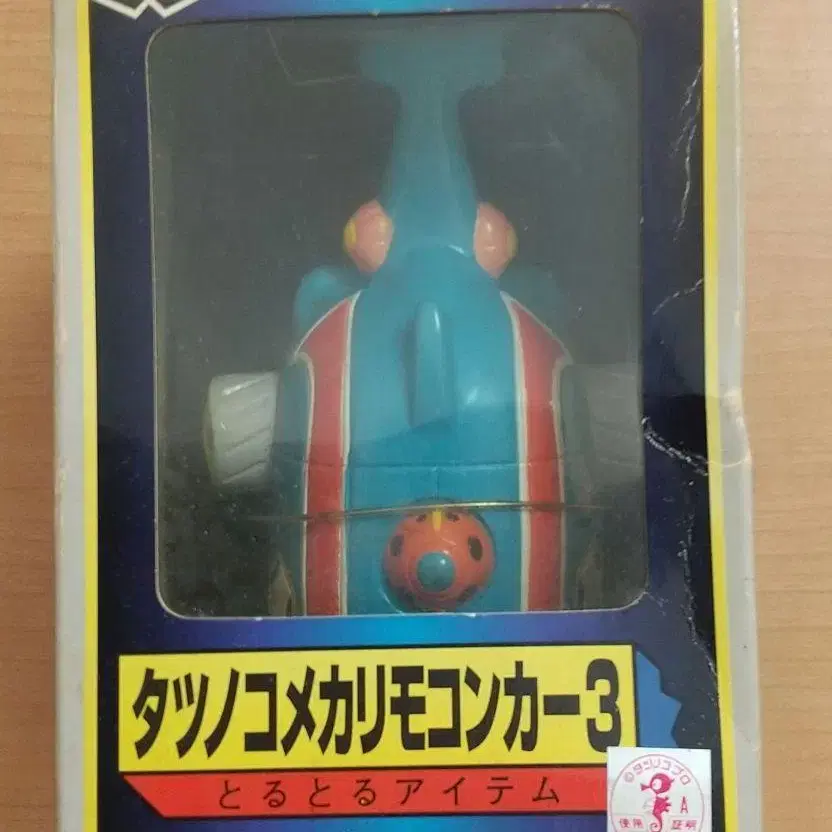 タツノコメカリモコンカー3
とるとるアイテム
©タツノコプロ
A
使用 証明